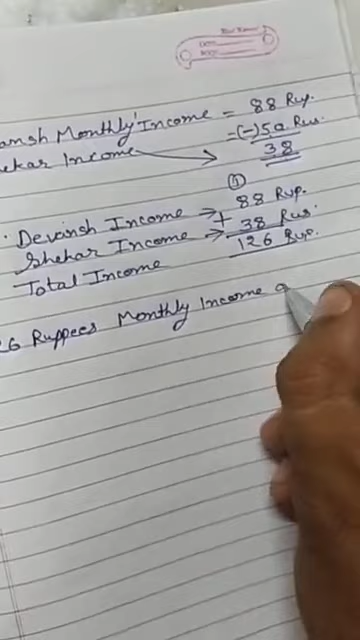 ansh Monthly Income = 88 Rup.
ekar Income = (-) 50 Rus.
38
①
Devansh Income → 88 Rup.
Shekar Income → + 38 Rus.
Total Income 126 Rup.
26 Ruppees Monthly Income